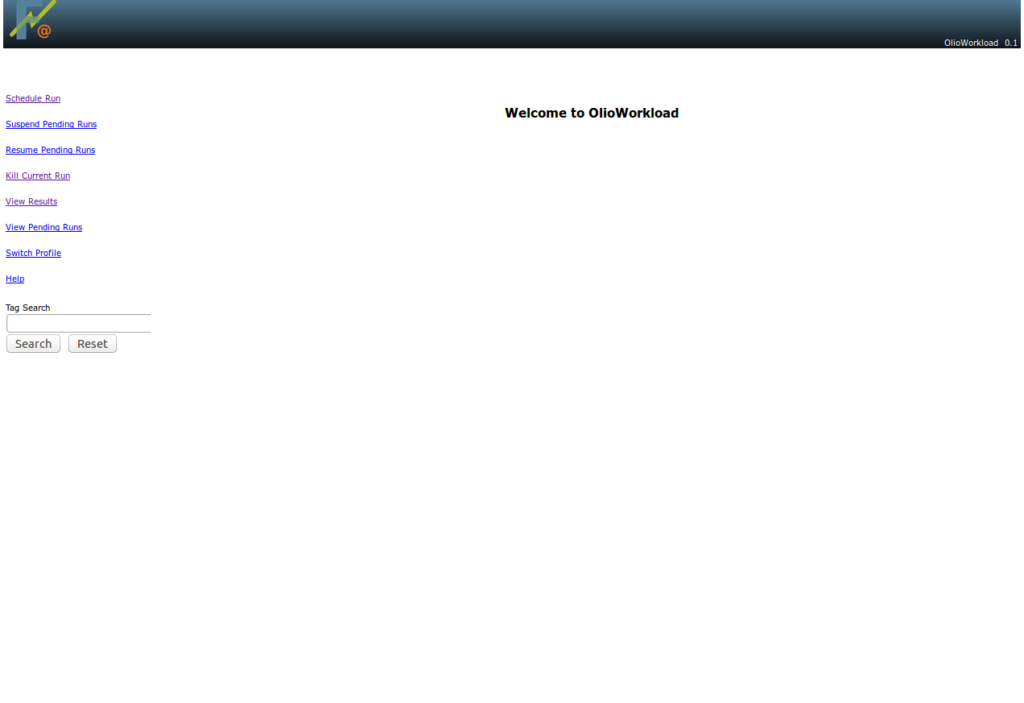 F@
OlioWorkload 0.1
Schedule Run
Suspend Pending Runs
Resume Pending Runs
Kill Current Run
View Results
View Pending Runs
Switch Profile
Help
Tag Search
Search Reset
Welcome to OlioWorkload